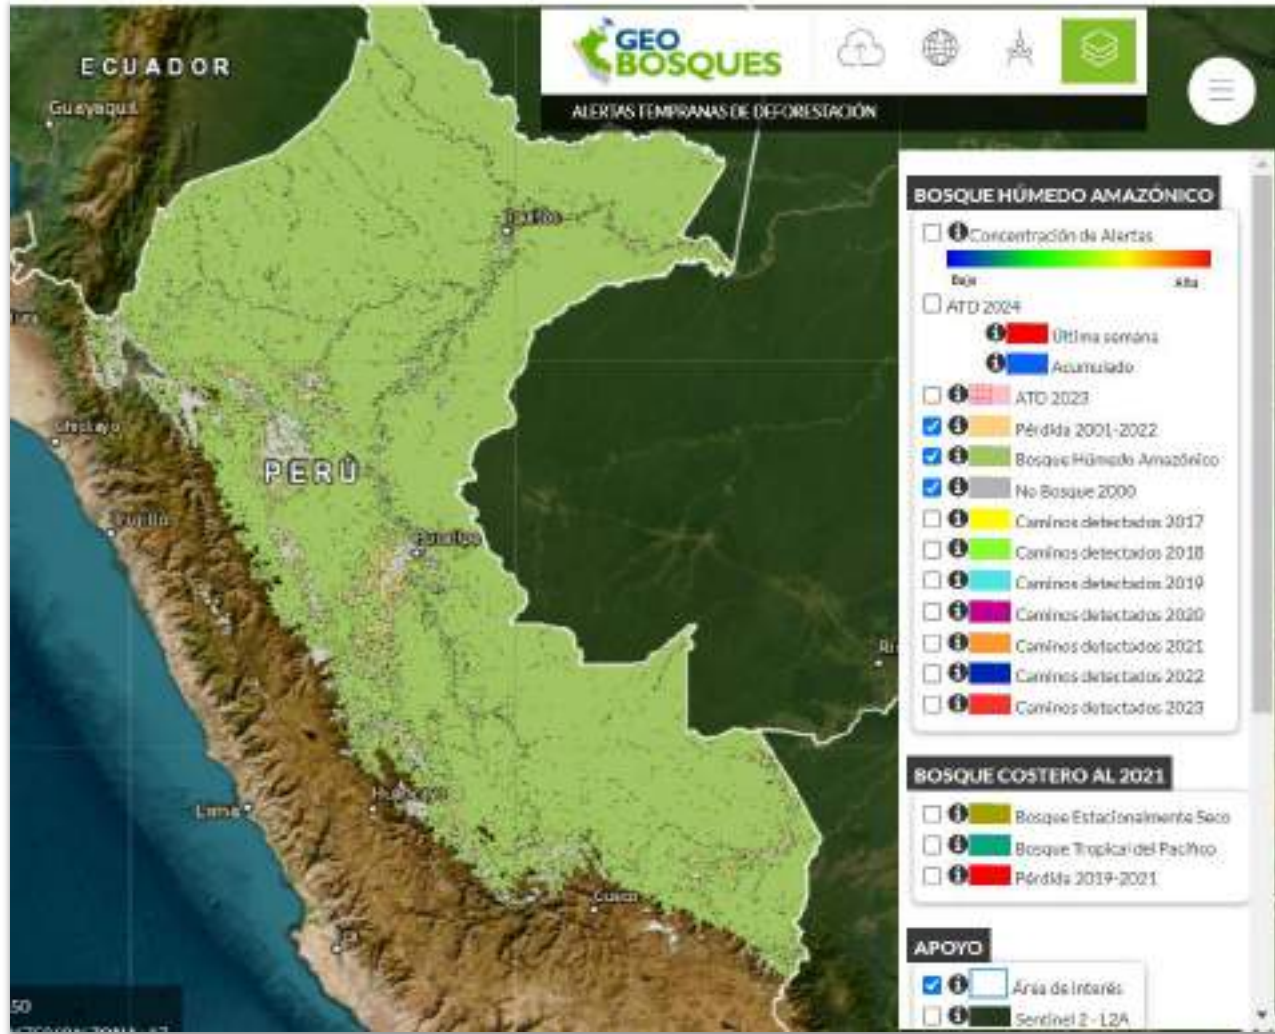 ECUADOR
Guayaquil
GEO
BOSQUES
ALERTAS TEMPRANAS DE DEFORESTACIÓN
Iquitos
Chiclayo
PERÚ
Trujillo
Pucallpa
Lima
Huancayo
Cusco
50
BOSQUE HÚMEDO AMAZÓNICO
Concentración de Alertas
Baja Alta
ATD 2024
Última semana
Acumulado
ATD 2023
Pérdida 2001-2022
Bosque Húmedo Amazónico
No Bosque 2000
Caminos detectados 2017
Caminos detectados 2018
Caminos detectados 2019
Caminos detectados 2020
Caminos detectados 2021
Caminos detectados 2022
Caminos detectados 2023
BOSQUE COSTERO AL 2021
Bosque Estacionalmente Seco
Bosque Tropical del Pacífico
Pérdida 2019-2021
APOYO
Área de Interés
Sentinel 2 - L2A